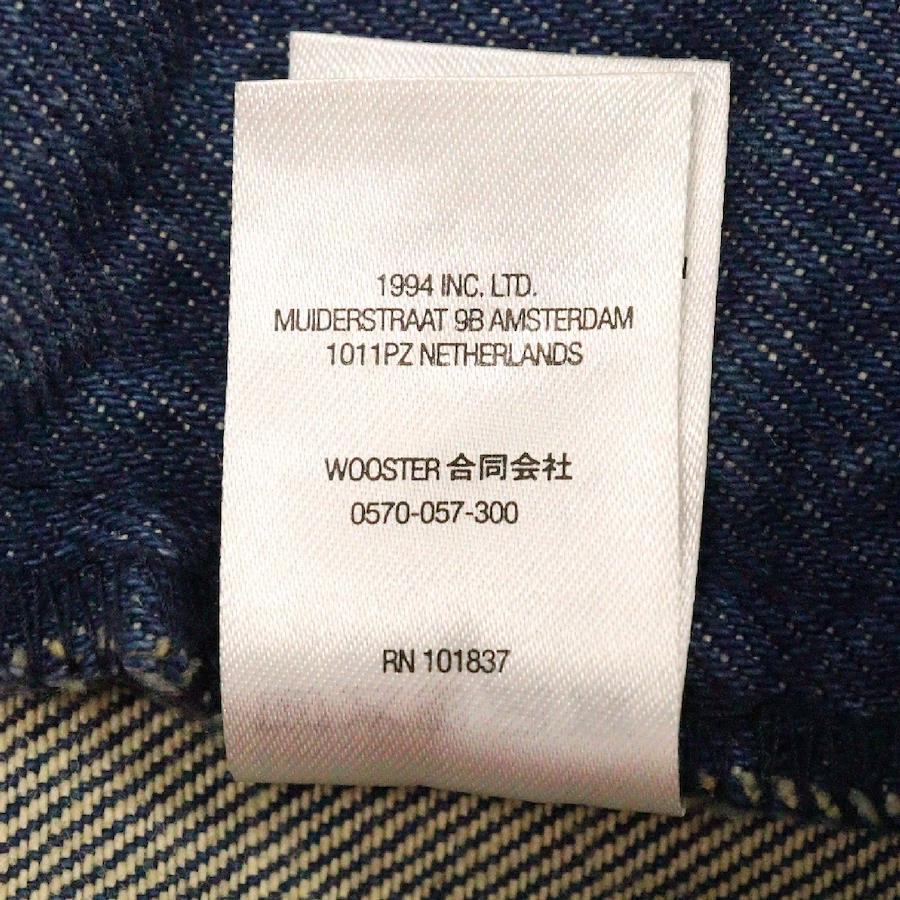 1994 INC. LTD.
MUIDERSTRAAT 9B AMSTERDAM
1011PZ NETHERLANDS
WOOSTER 合同会社
0570-057-300
RN 101837